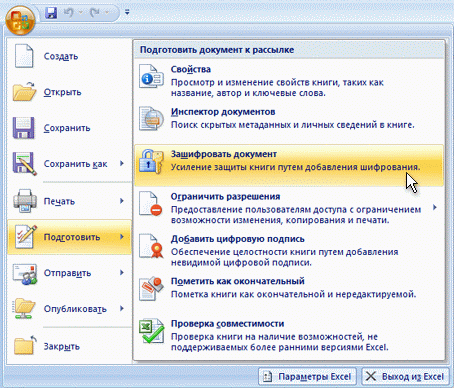 Создать
Открыть
Сохранить
Сохранить как
Печать
Подготовить
Отправить
Опубликовать
Закрыть
Подготовить документ к рассылке
Свойства
Просмотр и изменение свойств книги, таких как
название, автор и ключевые слова.
Инспектор документов
Поиск скрытых метаданных и личных сведений в книге.
Зашифровать документ
Усиление защиты книги путем добавления шифрования.
Ограничить разрешения
Предоставление пользователям доступа с ограничением
возможности изменения, копирования и печати.
Добавить цифровую подпись
Обеспечение целостности книги путем добавления
невидимой цифровой подписи.
Пометить как окончательный
Пометка книги как окончательной и нередактируемой.
Проверка совместимости
Проверка книги на наличие возможностей, не
поддерживаемых более ранними версиями Excel.
Параметры Excel
Выход из Excel